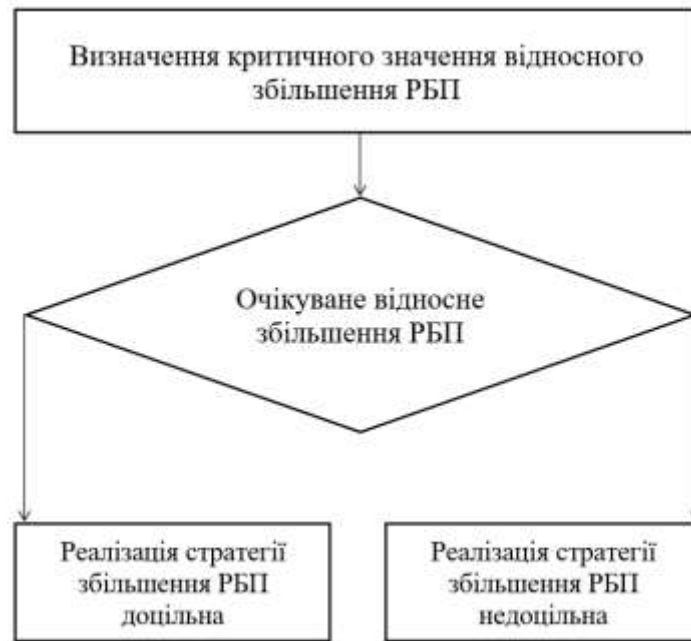 Визначення критичного значення відносного
збільшення РБП
Очікуване відносне
збільшення РБП
Реалізація стратегії
збільшення РБП
доцільна
Реалізація стратегії
збільшення РБП
недоцільна